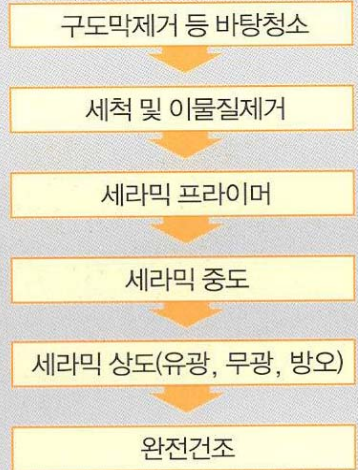 구도막제거 등 바탕청소
세척 및 이물질제거
세라믹 프라이머
세라믹 중도
세라믹 상도(유광, 무광, 방오)
완전건조